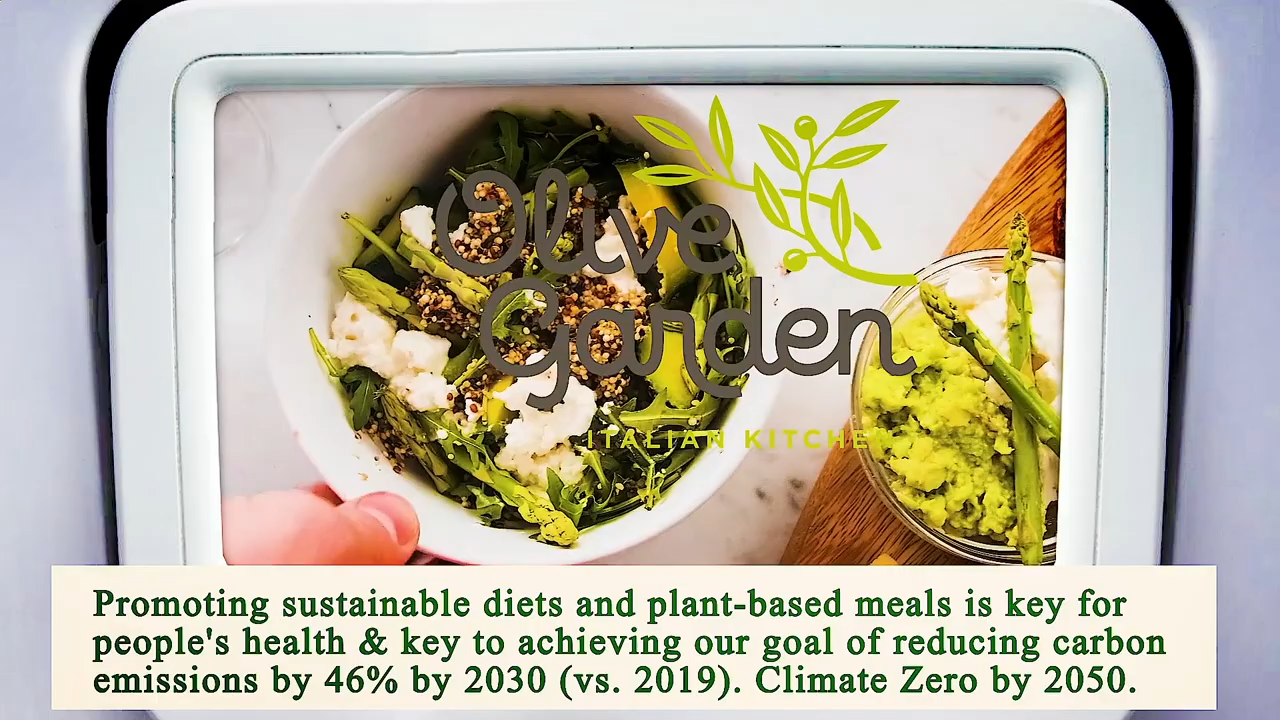 Olive
Garden
ITALIAN KITCHEN
Promoting sustainable diets and plant-based meals is key for
people's health & key to achieving our goal of reducing carbon
emissions by 46% by 2030 (vs. 2019). Climate Zero by 2050.